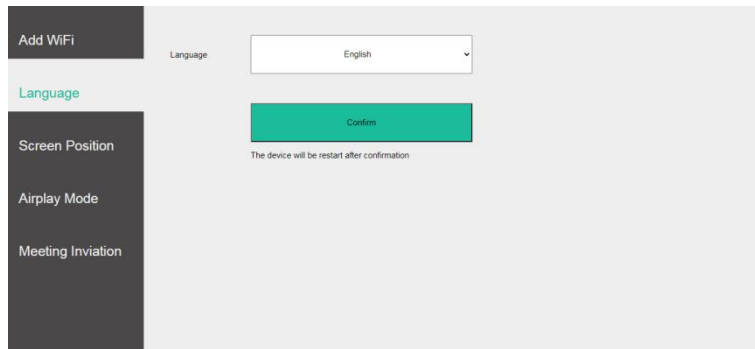 Add WiFi
Language
Screen Position
Airplay Mode
Meeting Inviation
Language
English
Confirm
The device will be restart after confirmation